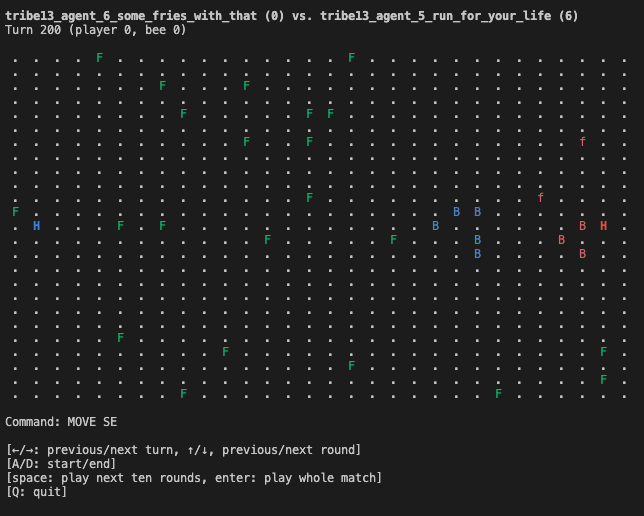 tribe13_agent_6_some_fries_with_that (0) vs. tribe13_agent_5_run_for_your_life (6)
Turn 200 (player 0, bee 0)
. . . . F . . . . . . . . . . . F . . . . . . . . . . . . .
. . . . . . . . . . . . . . . . . . . . . . . . . . . . . .
. . . . . . . F . . . F . . . . . . . . . . . . . . . . . .
. . . . . . . . . . . . . . . . . . . . . . . . . . . . . .
. . . . . . . . F . . . . . F F . . . . . . . . . . . . . .
. . . . . . . . . . . . . . . . . . . . . . . . . . . . . .
. . . . . . . . . . . F . . F . . . . . . . . . . . . f . .
. . . . . . . . . . . . . . . . . . . . . . . . . . . . . .
. . . . . . . . . . . . . . . . . . . . . . . . . . . . . .
. . . . . . . . . . . . . . . . . . . . . . . . . . . . . .
. . . . . . . . . . . . . . F . . . . . . . . . . f . . . .
F . . . . . . . . . . . . . . . . . . . . B B . . . . . . .
. H . . . F . F . . . . . . . . . . . . B . . . . . . B H .
. . . . . . . . . . . . F . . . . . F . . . B . . . B . . .
. . . . . . . . . . . . . . . . . . . . . . B . . . . B . .
. . . . . . . . . . . . . . . . . . . . . . . . . . . . . .
. . . . . . . . . . . . . . . . . . . . . . . . . . . . . .
. . . . . . . . . . . . . . . . . . . . . . . . . . . . . .
. . . . . . . . . . . . . . . . . . . . . . . . . . . . . .
. . . . . . . . . . . . . . . . . . . . . . . . . . . . . .
. . . . . F . . . . . . . . . . . . . . . . . . . . . . . .
. . . . . . . . . . F . . . . . . . . . . . . . . . . . F .
. . . . . . . . . . . . . . . . F . . . . . . . . . . . . .
. . . . . . . . . . . . . . . . . . . . . . . . . . . . F .
. . . . . . . . F . . . . . . . . . . . . . . F . . . . . .
Command: MOVE SE
[←/→: previous/next turn, ↑/↓, previous/next round]
[A/D: start/end]
[space: play next ten rounds, enter: play whole match]
[Q: quit]